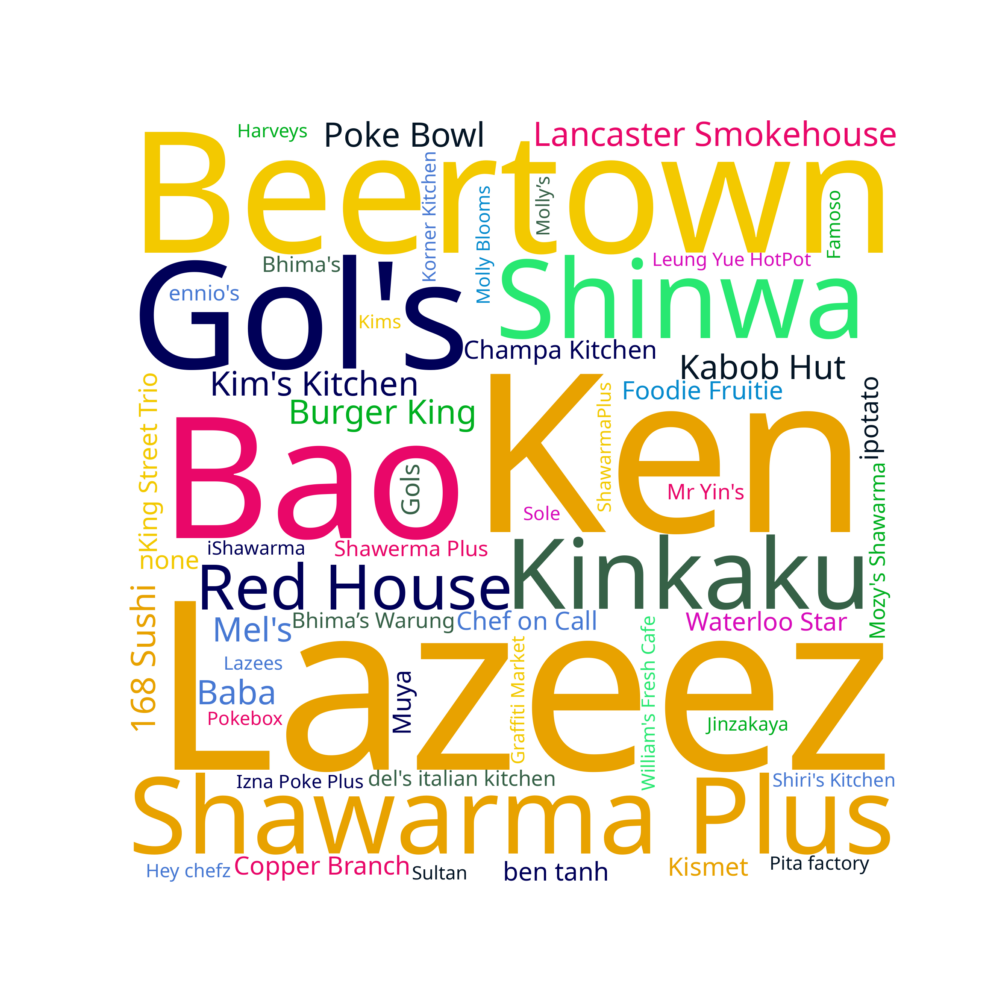 Harveys
Poke Bowl
Lancaster Smokehouse
Beertown
Korner Kitchen
Molly Blooms
Molly’s
Famoso
Bhima's
Leung Yue HotPot
Gol's
ennio's
Kims
Shinwa
Champa Kitchen
Kabob Hut
Kim's Kitchen
Foodie Fruitie
Burger King
King Street Trio
Bao
Gols
Ken
ShawarmaPlus
ipotato
Mr Yin's
Sole
Mozy's Shawarma
iShawarma
Shawerma Plus
none
Red House
Kinkaku
168 Sushi
Mel's
Bhima’s Warung
Chef on Call
Waterloo Star
Lazeez
Lazees
Baba
Muya
Pokebox
Graffiti Market
William's Fresh Cafe
Jinzakaya
Izna Poke Plus
del's italian kitchen
Shiri's Kitchen
Shawarma Plus
Hey chefz
Copper Branch
Sultan
ben tanh
Kismet
Pita factory